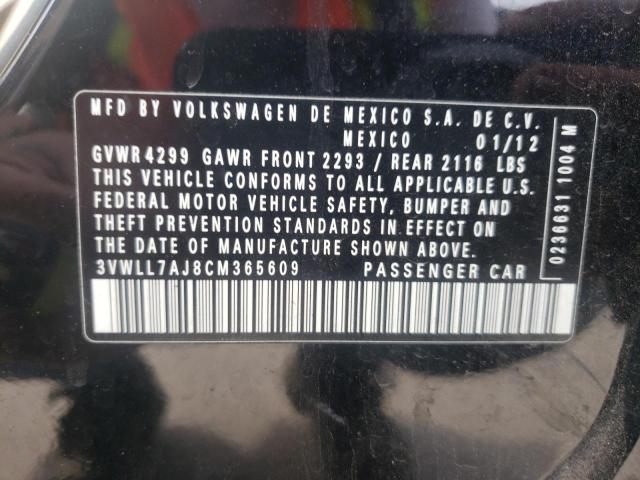 MFD BY VOLKSWAGEN DE MEXICO S.A. DE C.V.
MEXICO 01/12
GVWR 4299 GAWR FRONT 2293 / REAR 2116 LBS
THIS VEHICLE CONFORMS TO ALL APPLICABLE U.S.
FEDERAL MOTOR VEHICLE SAFETY, BUMPER AND
THEFT PREVENTION STANDARDS IN EFFECT ON
THE DATE OF MANUFACTURE SHOWN ABOVE.
3VWLL7AJ8CM365609 PASSENGER CAR
0236631 1004 M